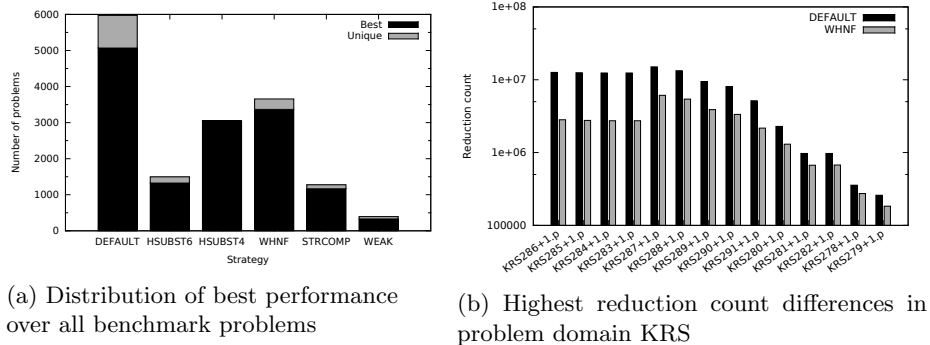 6000
5000
4000
3000
2000
1000
0
Number of problems
Best
Unique
DEFAULT HSUBST6 HSUBST4 WHNF STRCOMP WEAK
Strategy
(a) Distribution of best performance
over all benchmark problems
1e+08
1e+07
1e+06
100000
Reduction count
DEFAULT
WHNF
KRS286+1.p
KRS285+1.p
KRS284+1.p
KRS283+1.p
KRS287+1.p
KRS288+1.p
KRS289+1.p
KRS290+1.p
KRS291+1.p
KRS280+1.p
KRS281+1.p
KRS282+1.p
KRS278+1.p
KRS279+1.p
(b) Highest reduction count differences in
problem domain KRS